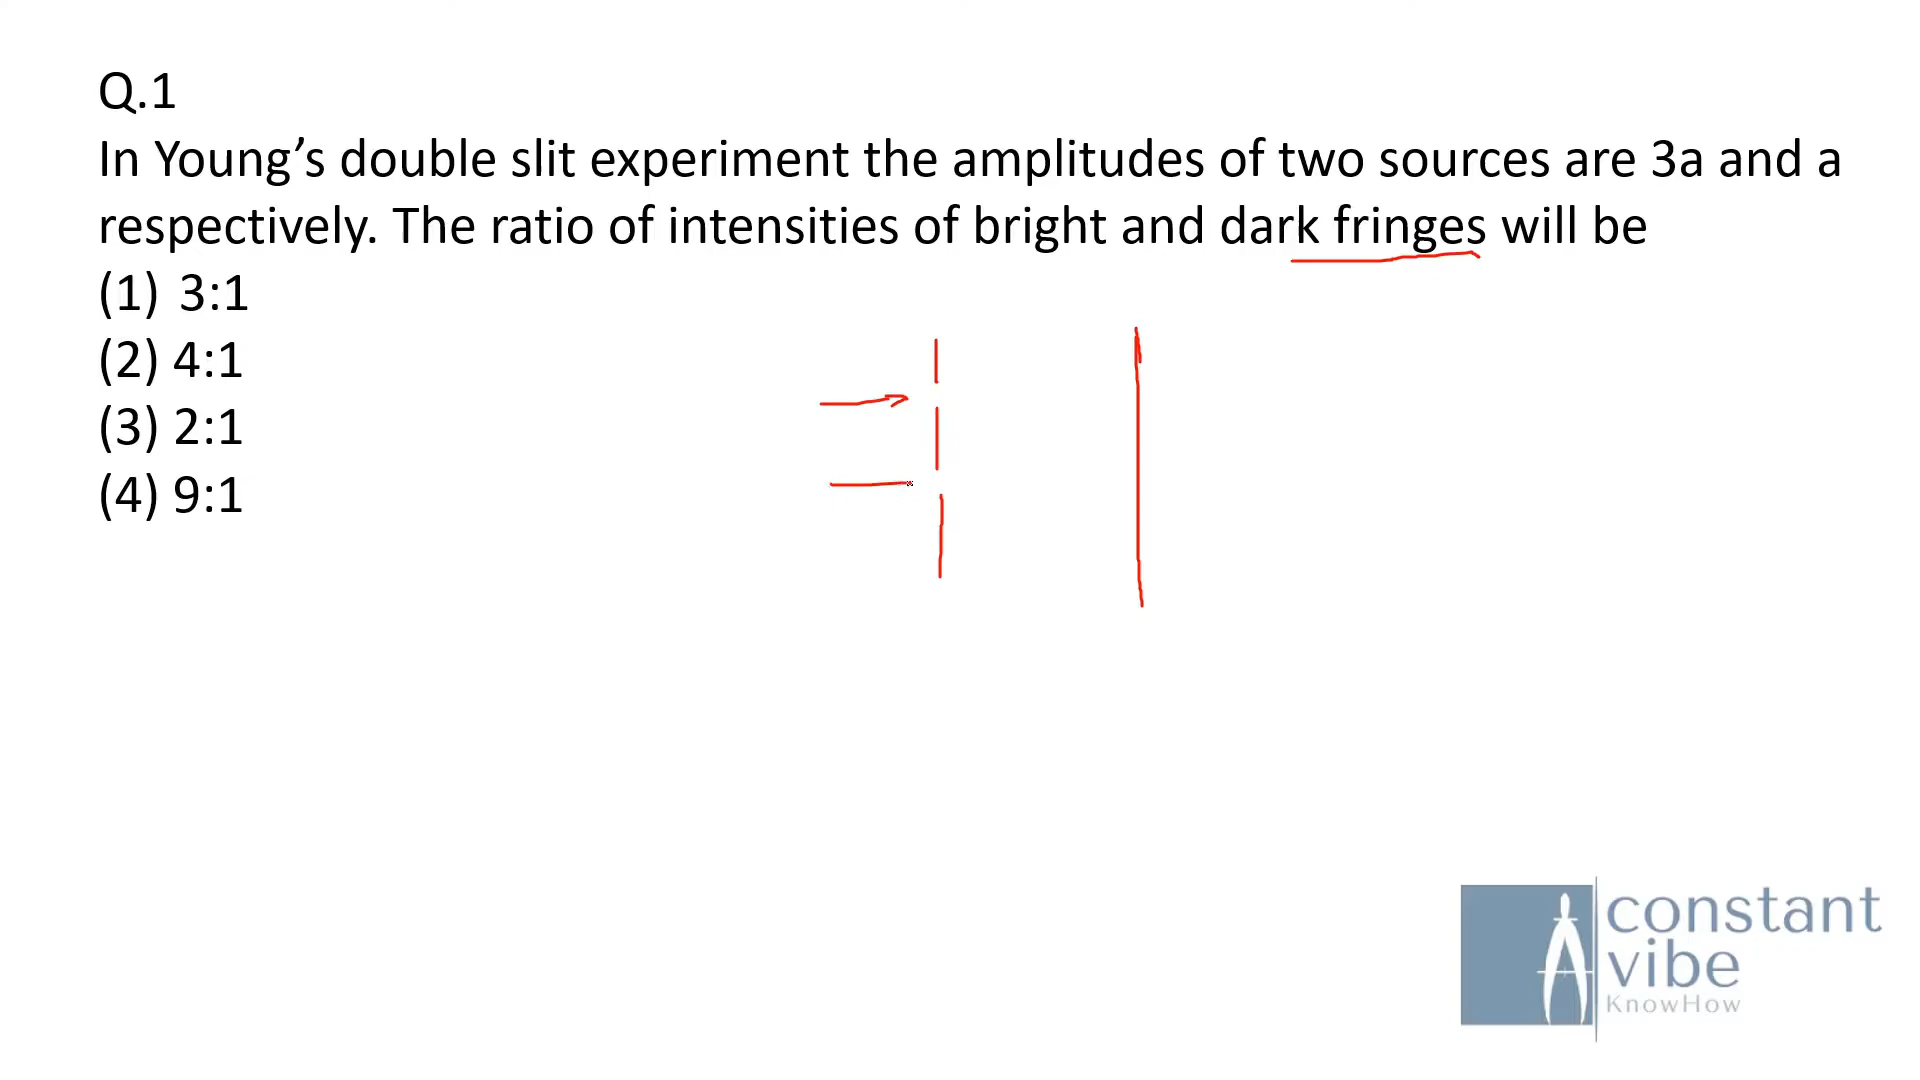 Q.1
In Young’s double slit experiment the amplitudes of two sources are 3a and a
respectively. The ratio of intensities of bright and dark fringes will be
(1) 3:1
(2) 4:1
(3) 2:1
(4) 9:1
constant
vibe
KnowHow